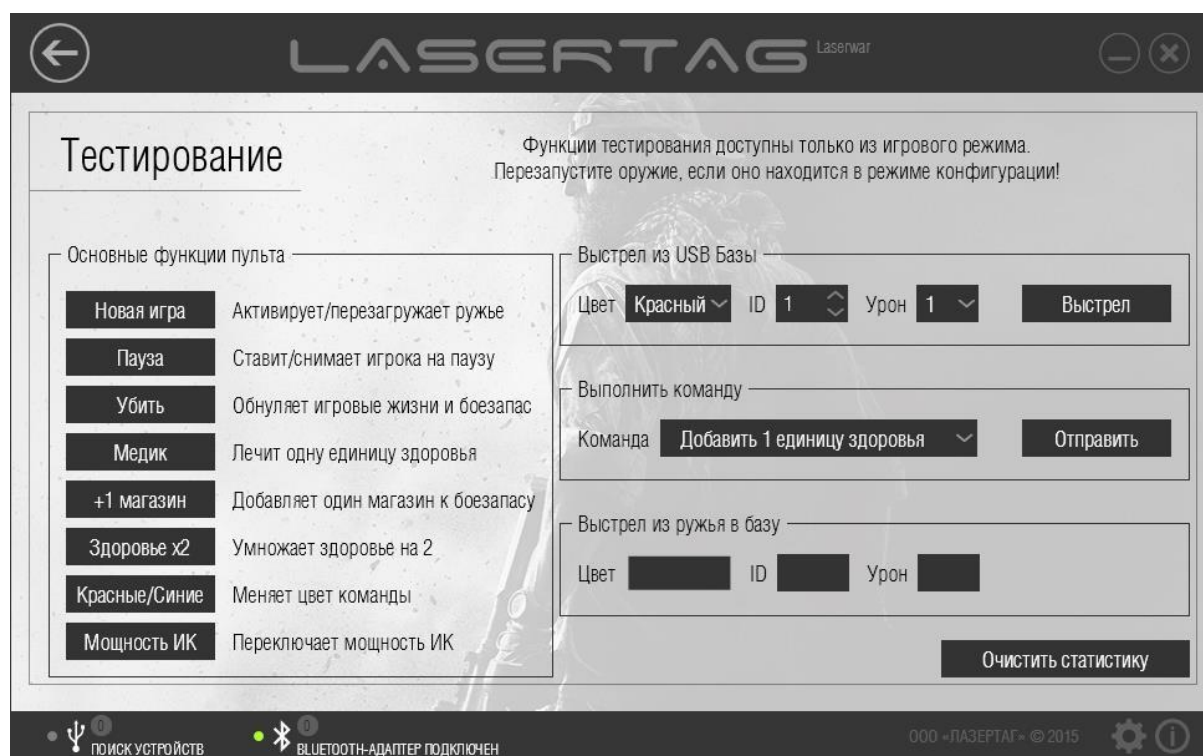 LASERTAG Laserwar
Тестирование
Функции тестирования доступны только из игрового режима.
Перезапустите оружие, если оно находится в режиме конфигурации!
Основные функции пульта
Новая игра Активирует/перезагружает ружье
Пауза Ставит/снимает игрока на паузу
Убить Обнуляет игровые жизни и боезапас
Медик Лечит одну единицу здоровья
+1 магазин Добавляет один магазин к боезапасу
Здоровье x2 Умножает здоровье на 2
Красные/Синие Меняет цвет команды
Мощность ИК Переключает мощность ИК
Выстрел из USB Базы
Цвет Красный ID 1 Урон 1 Выстрел
Выполнить команду
Команда Добавить 1 единицу здоровья Отправить
Выстрел из ружья в базу
Цвет ID Урон
Очистить статистику
0 ПОИСК УСТРОЙСТВ
0 BLUETOOTH-АДАПТЕР ПОДКЛЮЧЕН
ООО «ЛАЗЕРТАГ» © 2015